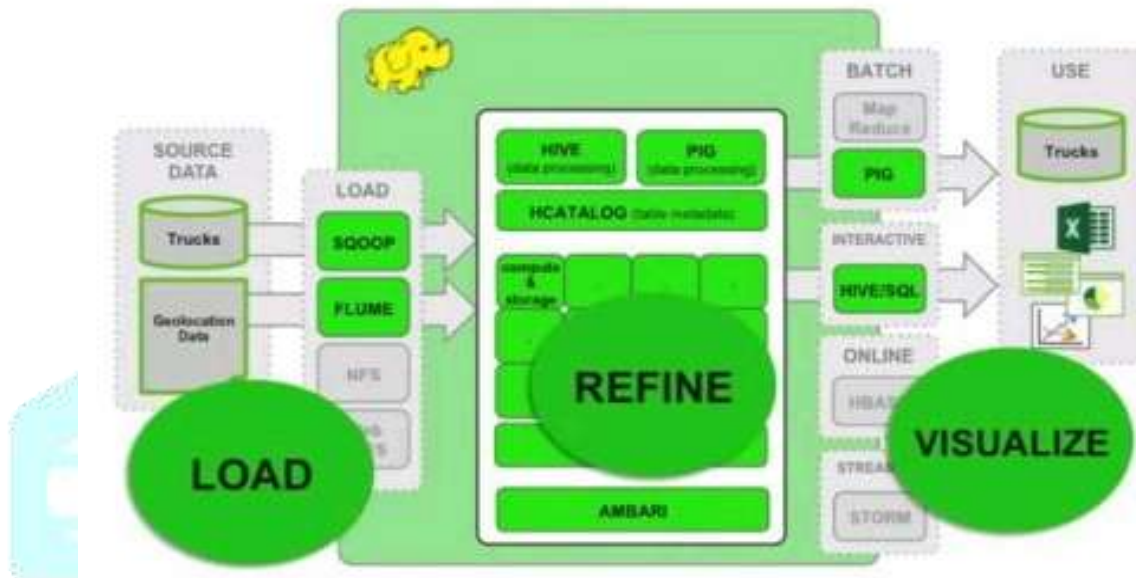 SOURCE
DATA
Trucks
Geolocation
Data
LOAD
SQOOP
FLUME
NFS
LOAD
HIVE
(data processing)
PIG
(data processing)
HCATALOG (table metadata)
compute
&
storage
REFINE
AMBARI
BATCH
Map
Reduce
PIG
INTERACTIVE
HIVE/SQL
ONLINE
STORM
USE
Trucks
VISUALIZE